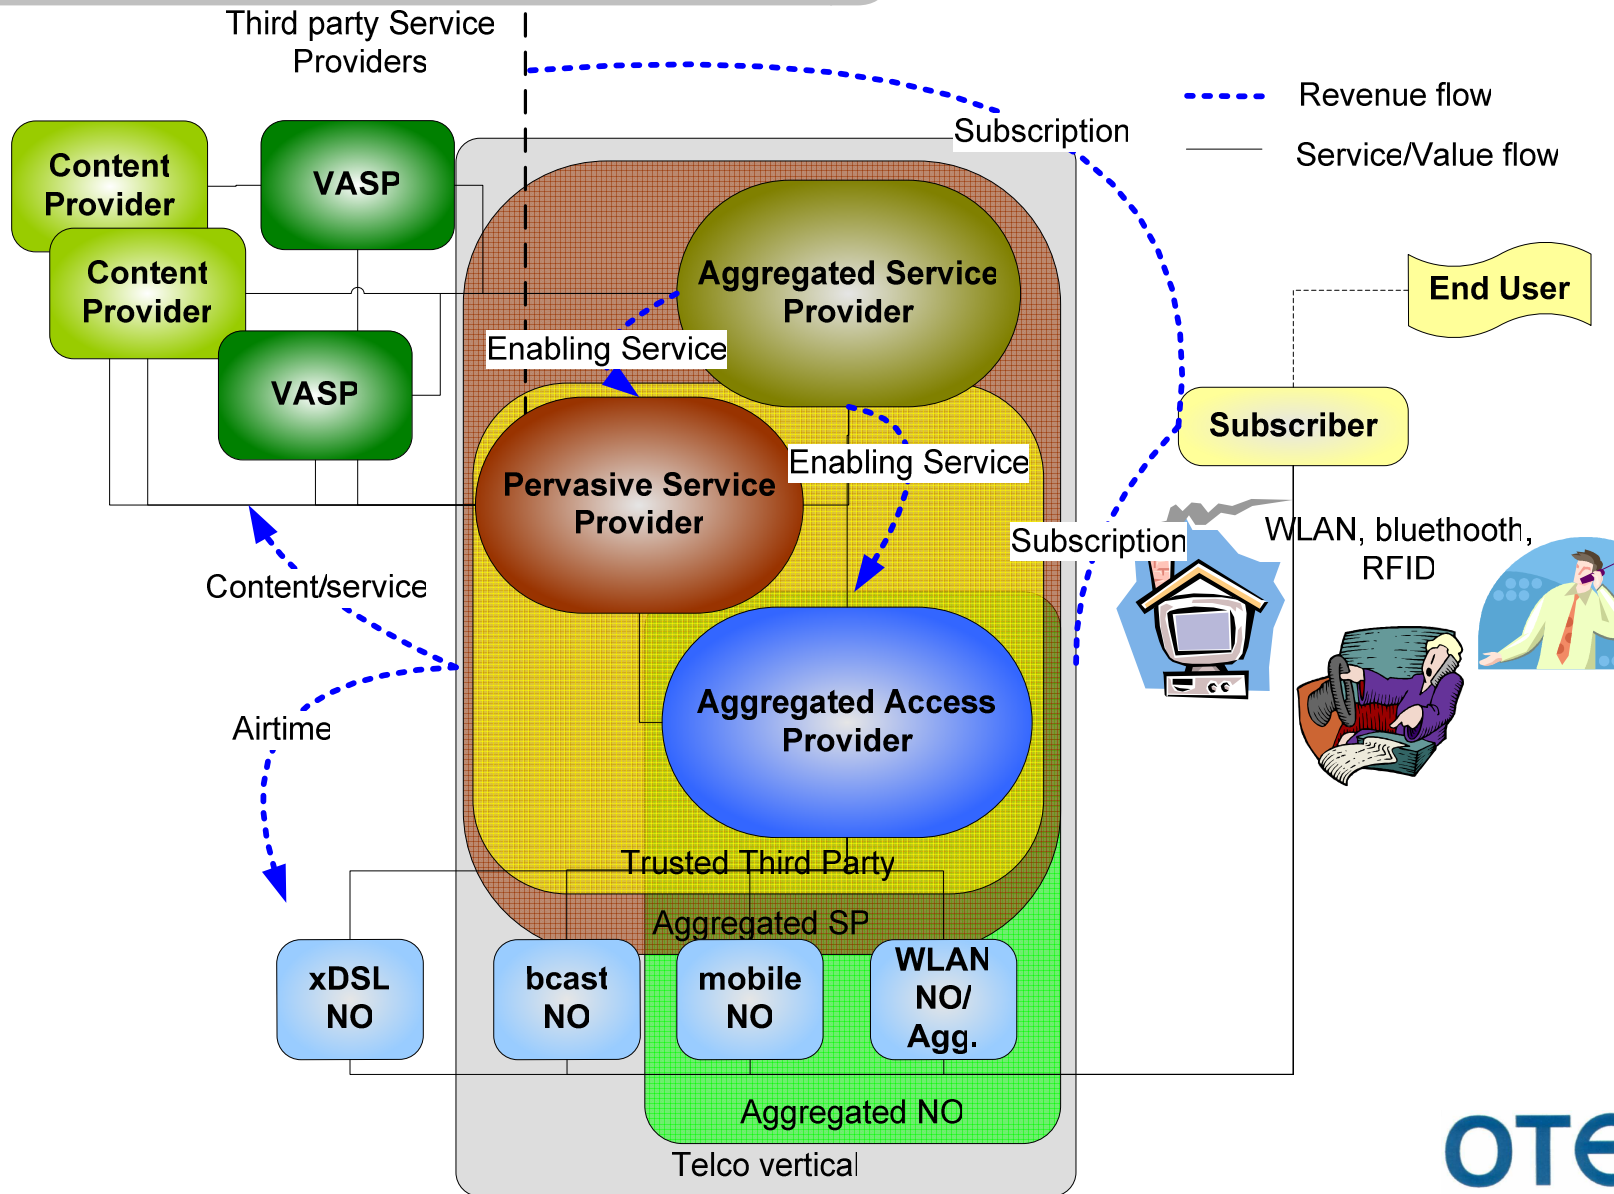 Third party Service
Providers
Revenue flow
Subscription
Service/Value flow
Content
Provider
VASP
Content
Provider
Aggregated Service
Provider
End User
Enabling Service
VASP
Subscriber
Enabling Service
Pervasive Service
Provider
Subscription
WLAN, bluethooth,
RFID
Content/service
Airtime
Aggregated Access
Provider
Trusted Third Party
Aggregated SP
xDSL
NO
bcast
NO
mobile
NO
WLAN
NO/
Agg.
Aggregated NO
Telco vertical
OTE